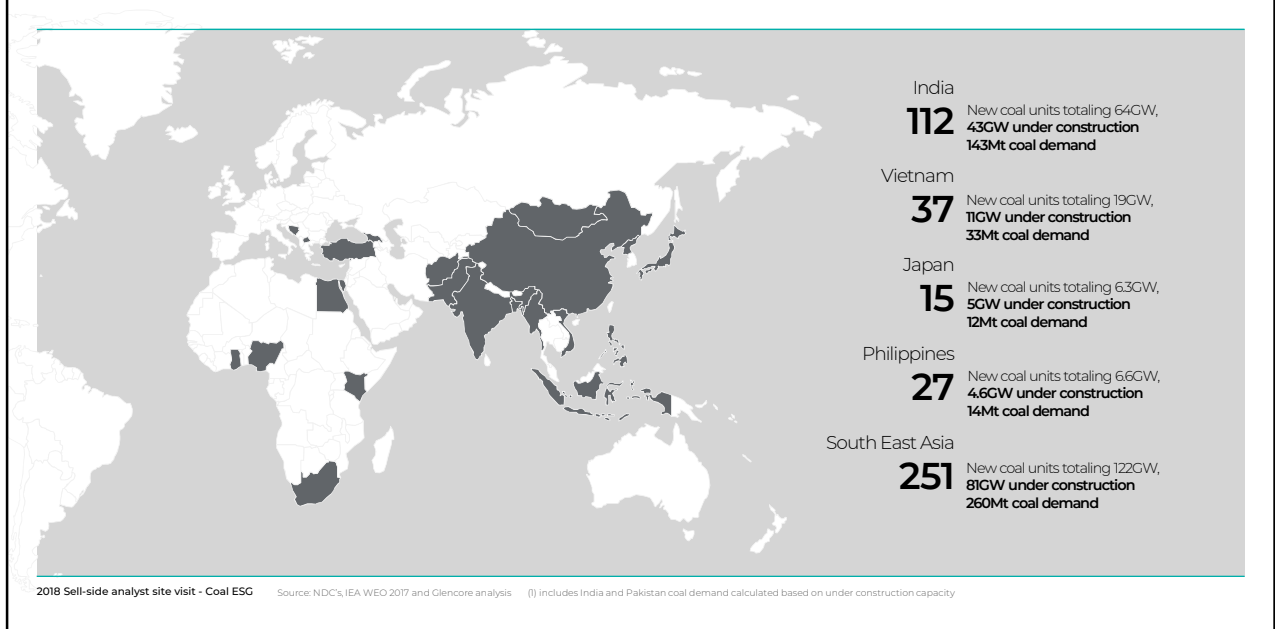 India
112
New coal units totaling 64GW,
43GW under construction
143Mt coal demand
Vietnam
37
New coal units totaling 19GW,
11GW under construction
33Mt coal demand
Japan
15
New coal units totaling 6.3GW,
5GW under construction
12Mt coal demand
Philippines
27
New coal units totaling 6.6GW,
4.6GW under construction
14Mt coal demand
South East Asia
251
New coal units totaling 122GW,
81GW under construction
260Mt coal demand
2018 Sell-side analyst site visit - Coal ESG Source: NDC's, IEA WEO 2017 and Glencore analysis (1) includes India and Pakistan coal demand calculated based on under construction capacity